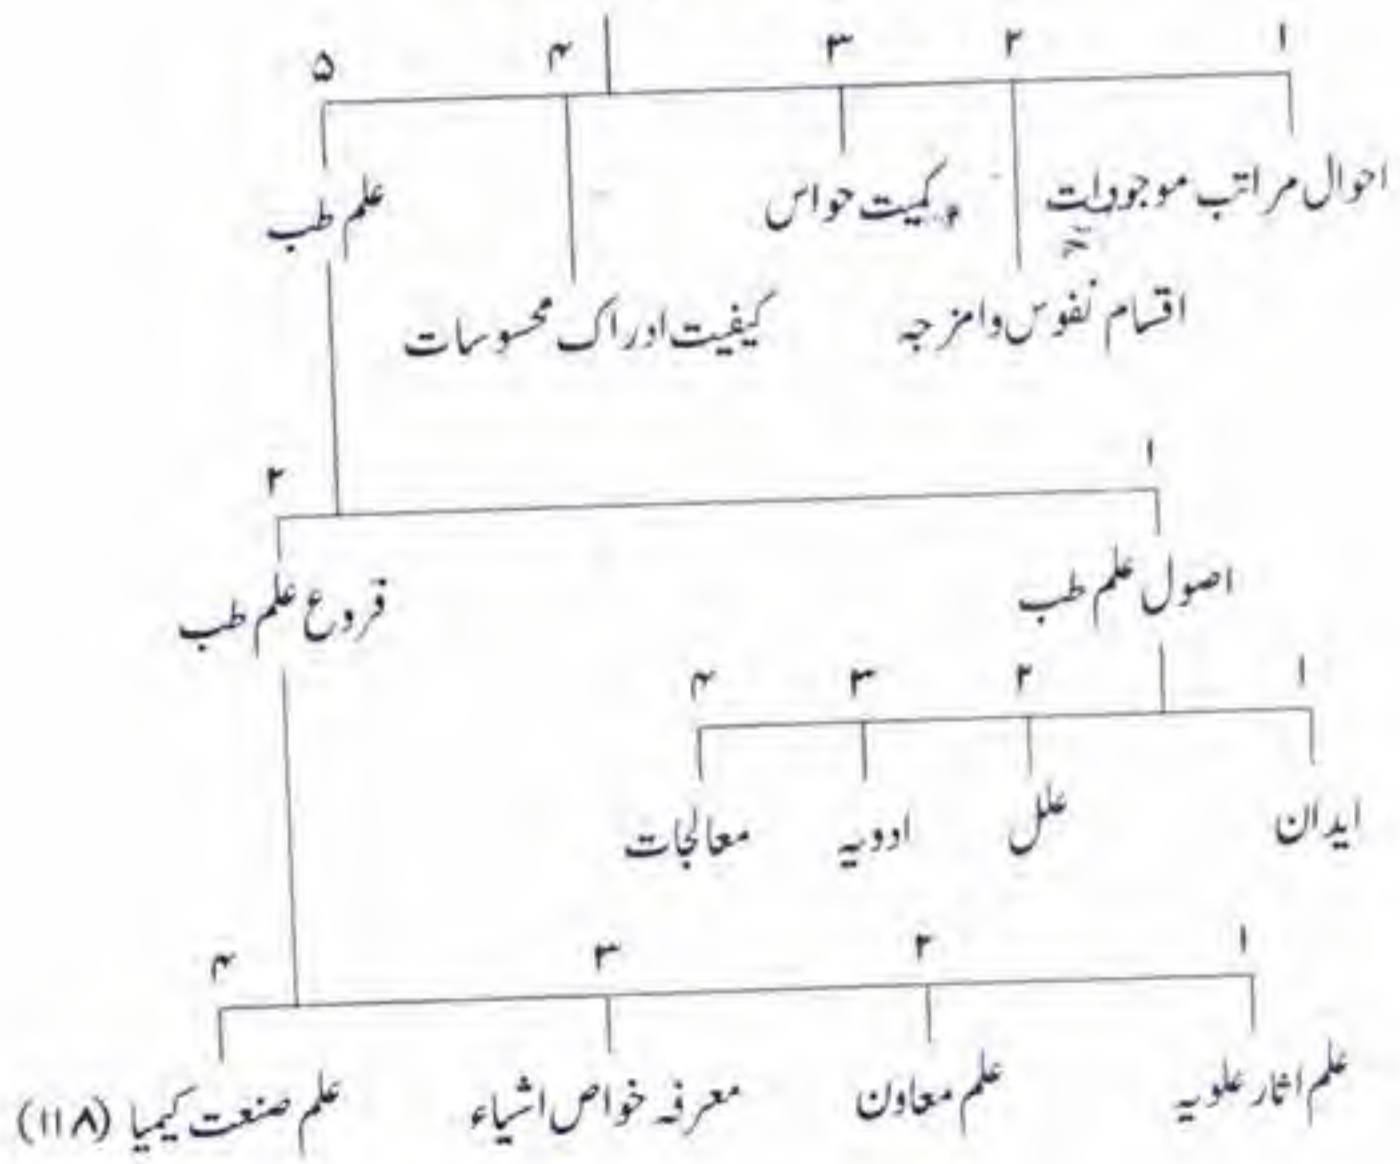 ۱ ۲ ۳ ۴ ۵
احوال مراتب موجودات کمیت حواس علم طب
اقسام نفوس وامزجہ کیفیت ادراک محسوسات
۱ ۲
اصول علم طب فروع علم طب
۱ ۲ ۳ ۴
ایدان علل ادویہ معالجات
۱ ۲ ۳ ۴
علم اثار علویہ علم معاون معرفہ خواص اشیاء علم صنعت کیمیا (۱۱۸)